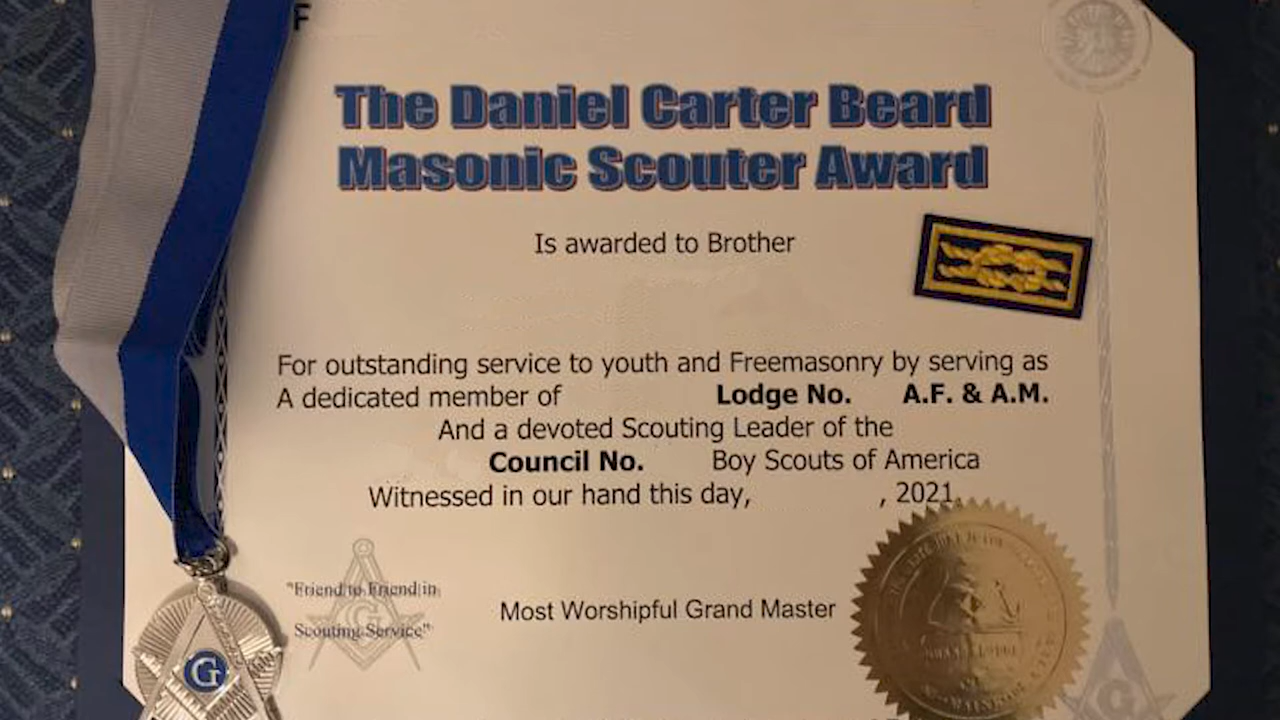 F
The Daniel Carter Beard
Masonic Scouter Award
Is awarded to Brother
For outstanding service to youth and Freemasonry by serving as
A dedicated member of Lodge No. A.F. & A.M.
And a devoted Scouting Leader of the
Council No. Boy Scouts of America
Witnessed in our hand this day, , 2021.
"Friend to Friend in
Scouting Service"
G
Most Worshipful Grand Master
G
G